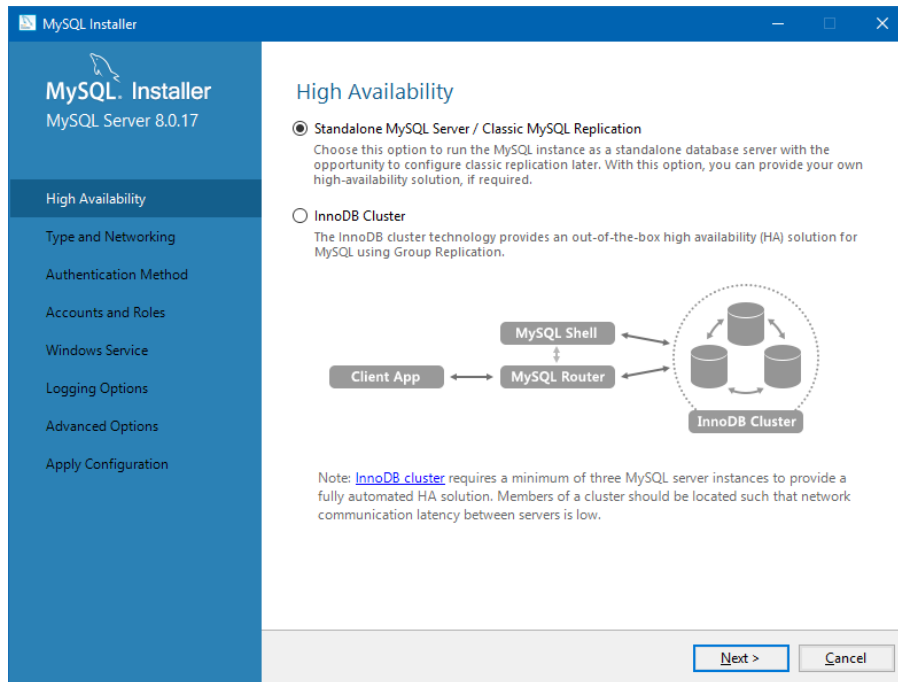 MySQL Installer
MySQL. Installer
MySQL Server 8.0.17
High Availability
Type and Networking
Authentication Method
Accounts and Roles
Windows Service
Logging Options
Advanced Options
Apply Configuration
High Availability
Standalone MySQL Server / Classic MySQL Replication
Choose this option to run the MySQL instance as a standalone database server with the
opportunity to configure classic replication later. With this option, you can provide your own
high-availability solution, if required.
InnoDB Cluster
The InnoDB cluster technology provides an out-of-the-box high availability (HA) solution for
MySQL using Group Replication.
MySQL Shell
Client App
MySQL Router
InnoDB Cluster
Note: InnoDB cluster requires a minimum of three MySQL server instances to provide a
fully automated HA solution. Members of a cluster should be located such that network
communication latency between servers is low.
Next >
Cancel